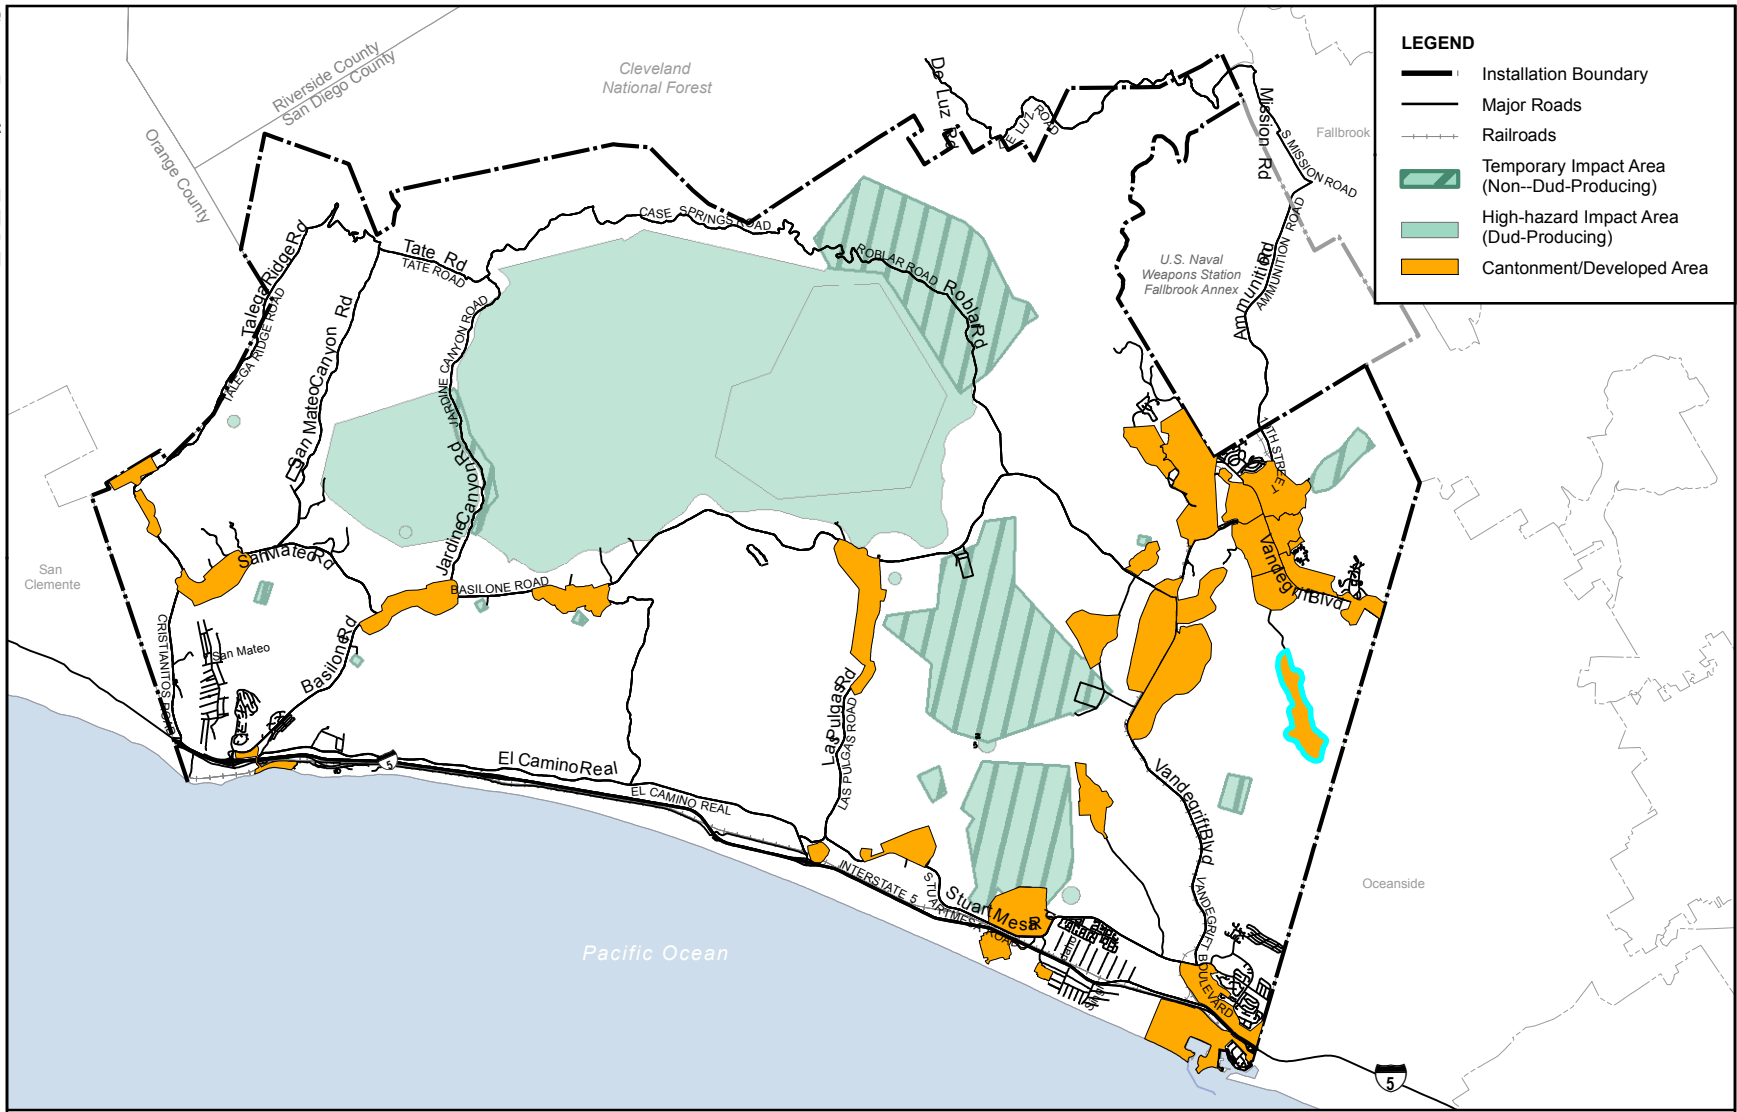 LEGEND
Installation Boundary
Major Roads
Railroads
Temporary Impact Area
(Non--Dud-Producing)
High-hazard Impact Area
(Dud-Producing)
Cantonment/Developed Area
Riverside County
San Diego County
Orange County
Cleveland
National Forest
De Luz Rd
DE LUZ ROAD
Mission Rd
S MISSION ROAD
Fallbrook
CASE SPRINGS ROAD
Tate Rd
TATE ROAD
Talega Ridge Rd
TALEGA RIDGE ROAD
San Mateo Canyon Rd
JARDINE CANYON ROAD
Jardine Canyon Rd
ROBLAR ROAD
Roblar Rd
U.S. Naval
Weapons Station
Fallbrook Annex
Ammunition Rd
AMMUNITION ROAD
16TH STREET
San
Clemente
San Mateo Rd
BASILONE ROAD
Basilone Rd
CRISTIANITOS ROAD
San Mateo
Vandegrift Blvd
Las Pulgas Rd
LAS PULGAS ROAD
5
El Camino Real
EL CAMINO REAL
Vandegrift Blvd
VANDEGRIFT BOULEVARD
INTERSTATE 5
Stuart Mesa R
STUART MESA ROAD
Idaho
Oceanside
Pacific Ocean
5